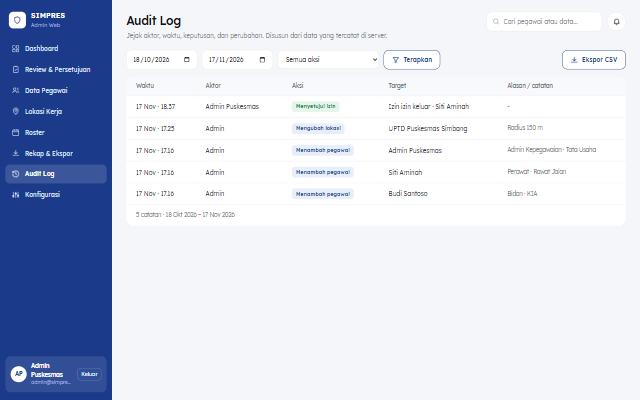 SIMPRES
Admin Web
Dashboard
Review & Persetujuan
Data Pegawai
Lokasi Kerja
Roster
Rekap & Ekspor
Audit Log
Konfigurasi
AP
Admin Puskesmas
admin@simpre...
Keluar
Audit Log
Jejak aktor, waktu, keputusan, dan perubahan. Disusun dari data yang tercatat di server.
Cari pegawai atau data...
18/10/2026
17/11/2026
Semua aksi
Terapkan
Ekspor CSV
Waktu Aktor Aksi Target Alasan / catatan
17 Nov · 18.37 Admin Puskesmas Menyetujui izin Izin izin keluar · Siti Aminah -
17 Nov · 17.25 Admin Mengubah lokasi UPTD Puskesmas Simbang Radius 150 m
17 Nov · 17.16 Admin Menambah pegawai Admin Puskesmas Admin Kepegawaian · Tata Usaha
17 Nov · 17.16 Admin Menambah pegawai Siti Aminah Perawat · Rawat Jalan
17 Nov · 17.16 Admin Menambah pegawai Budi Santoso Bidan · KIA
5 catatan · 18 Okt 2026 – 17 Nov 2026